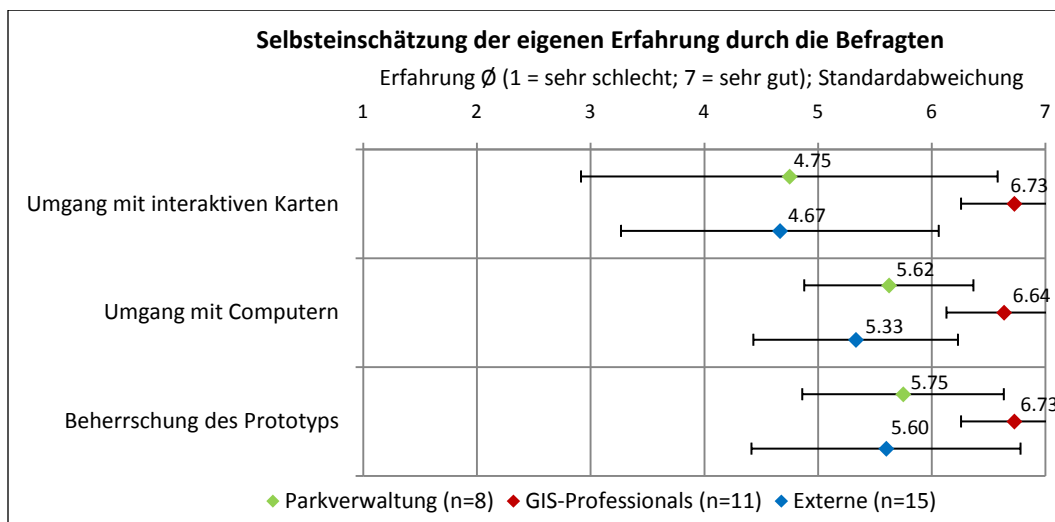 Selbsteinschätzung der eigenen Erfahrung durch die Befragten
Erfahrung Ø (1 = sehr schlecht; 7 = sehr gut); Standardabweichung
1 2 3 4 5 6 7
4.75
Umgang mit interaktiven Karten 6.73
4.67
5.62
Umgang mit Computern 6.64
5.33
5.75
Beherrschung des Prototyps 6.73
5.60
Parkverwaltung (n=8) GIS-Professionals (n=11) Externe (n=15)